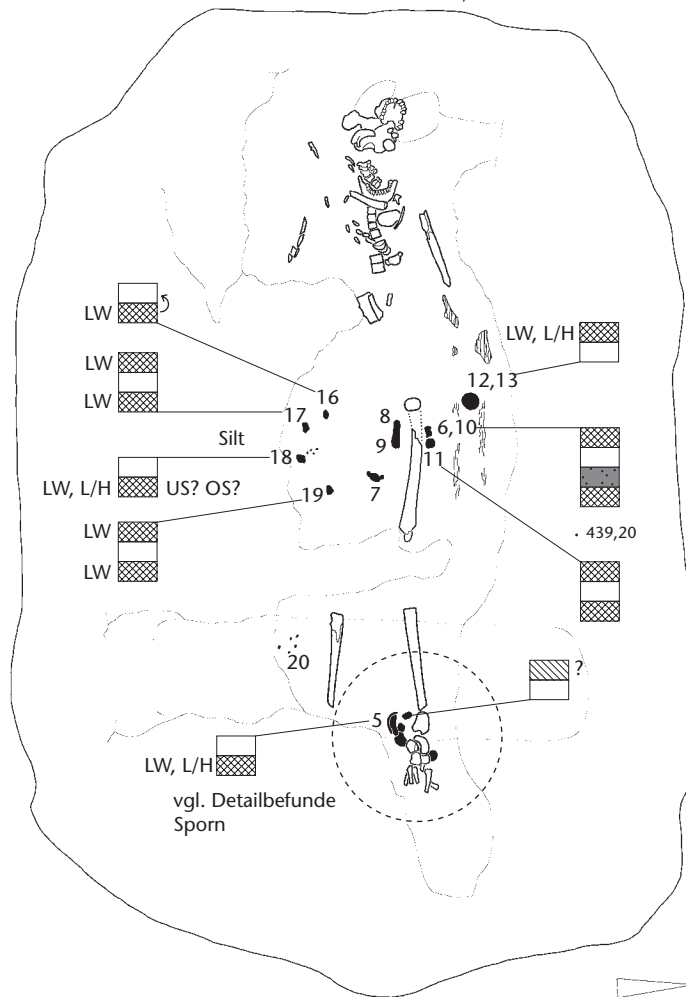 LW
LW, L/H
LW
12,13
16
LW
8
17
6,10
Silt
9
11
18
LW, L/H
US? OS?
7
19
LW
439,20
LW
20
?
5
LW, L/H
vgl. Detailbefunde
Sporn